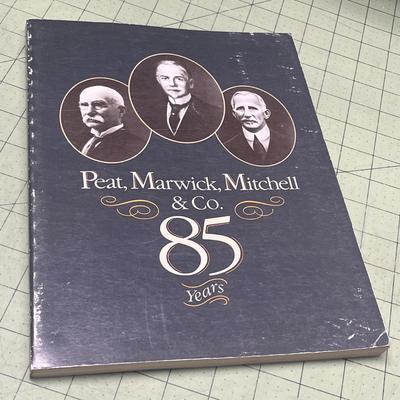 Peat, Marwick, Mitchell
& Co.
85
Years